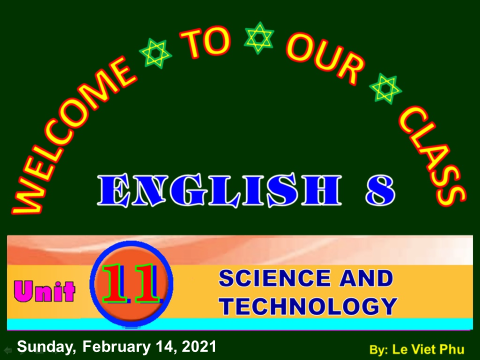 WELCOME TO OUR CLASS
ENGLISH 8
Unit 11
SCIENCE AND
TECHNOLOGY
Sunday, February 14, 2021
By: Le Viet Phu